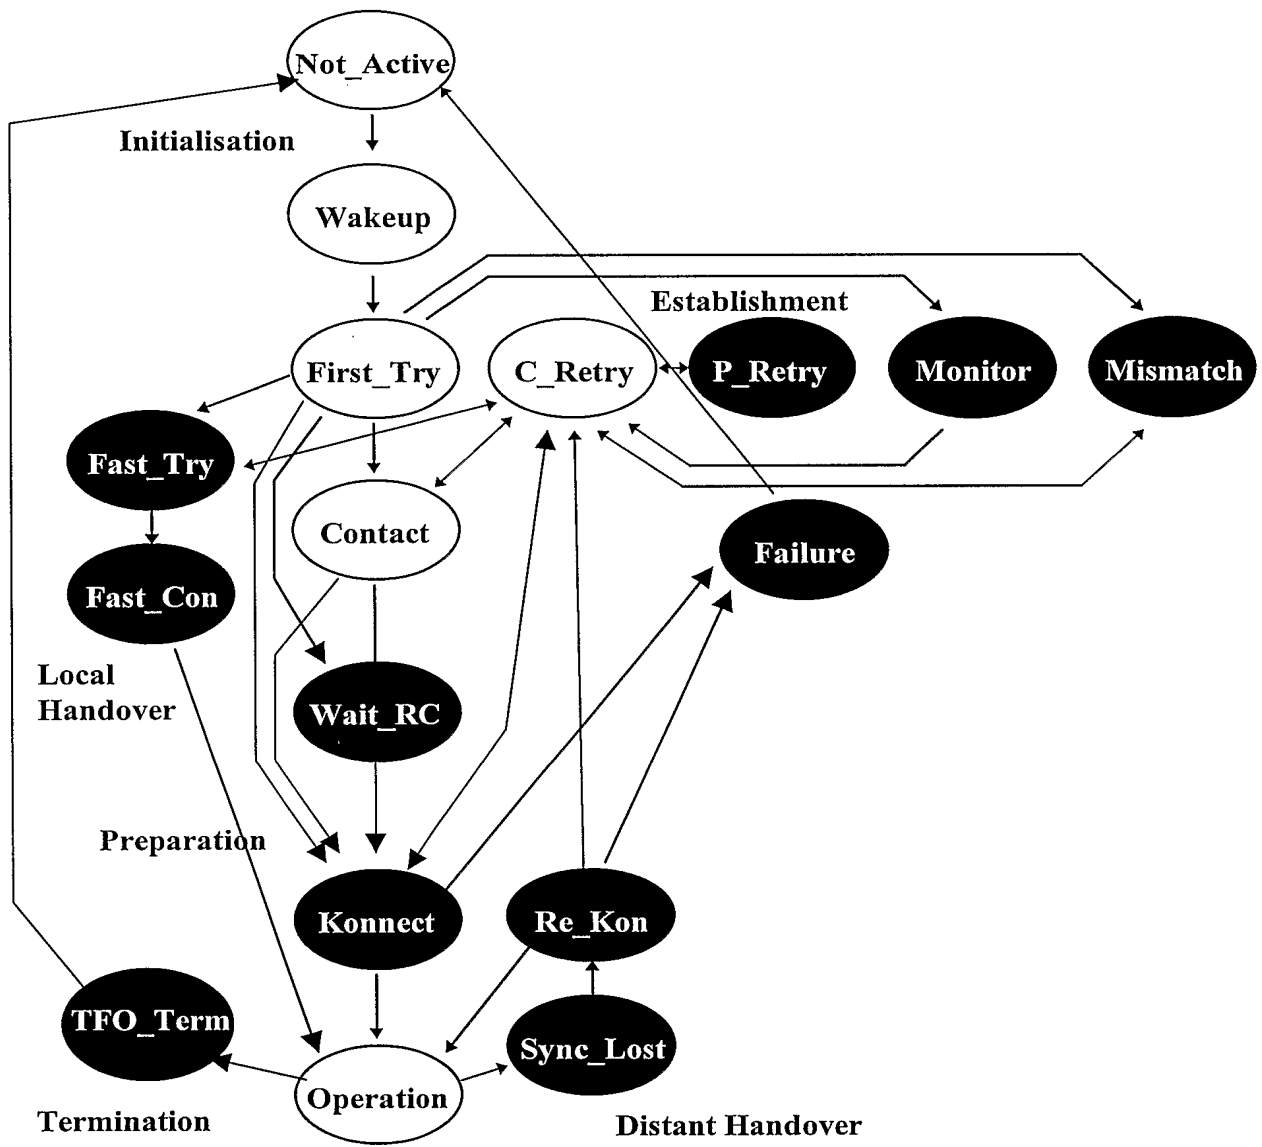 Not_Active
Initialisation
Wakeup
Establishment
First_Try
C_Retry
P_Retry
Monitor
Mismatch
Fast_Try
Contact
Failure
Fast_Con
Local
Handover
Wait_RC
Preparation
Konnect
Re_Kon
TFO_Term
Sync_Lost
Operation
Termination
Distant Handover